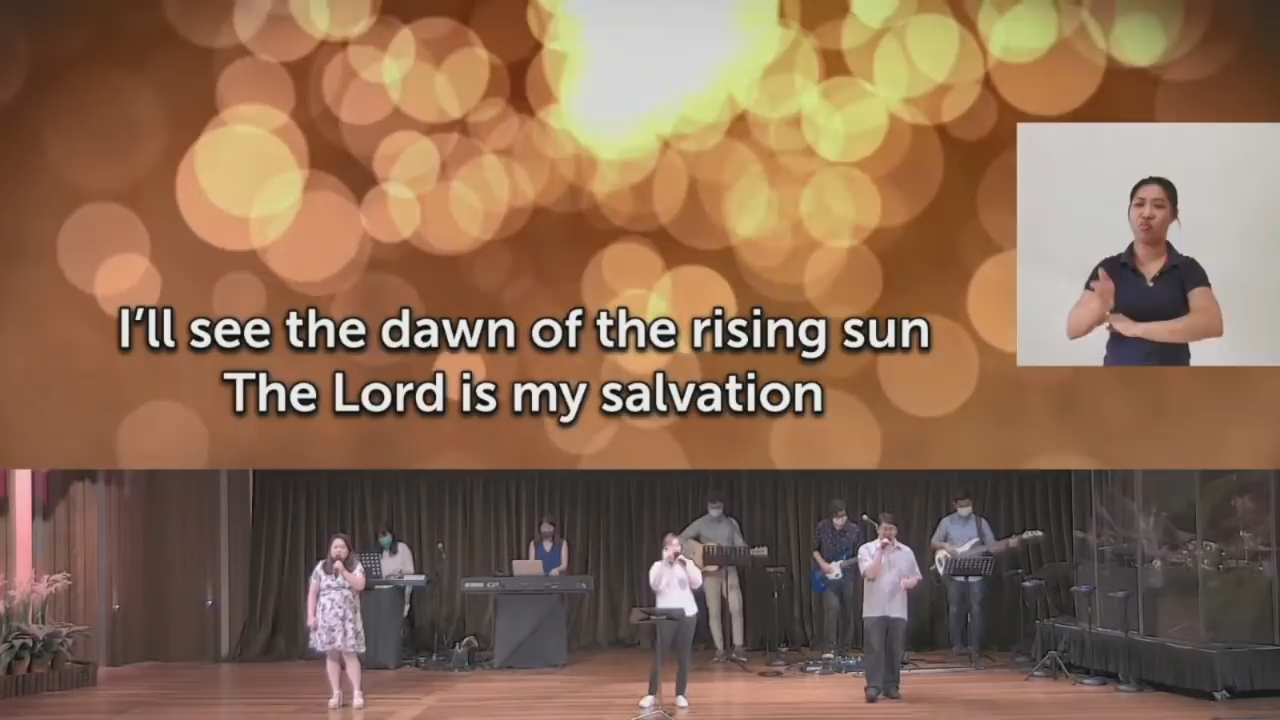 I'll see the dawn of the rising sun
The Lord is my salvation